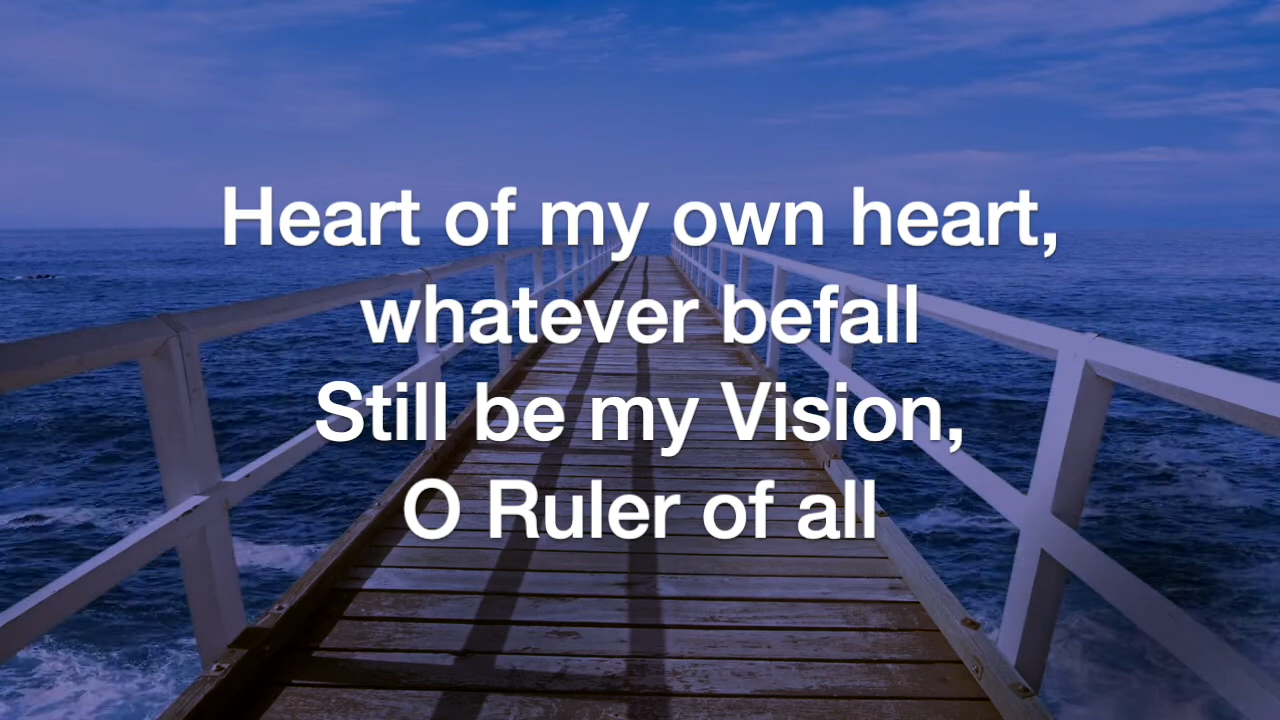 Heart of my own heart,
whatever befall
Still be my Vision,
O Ruler of all